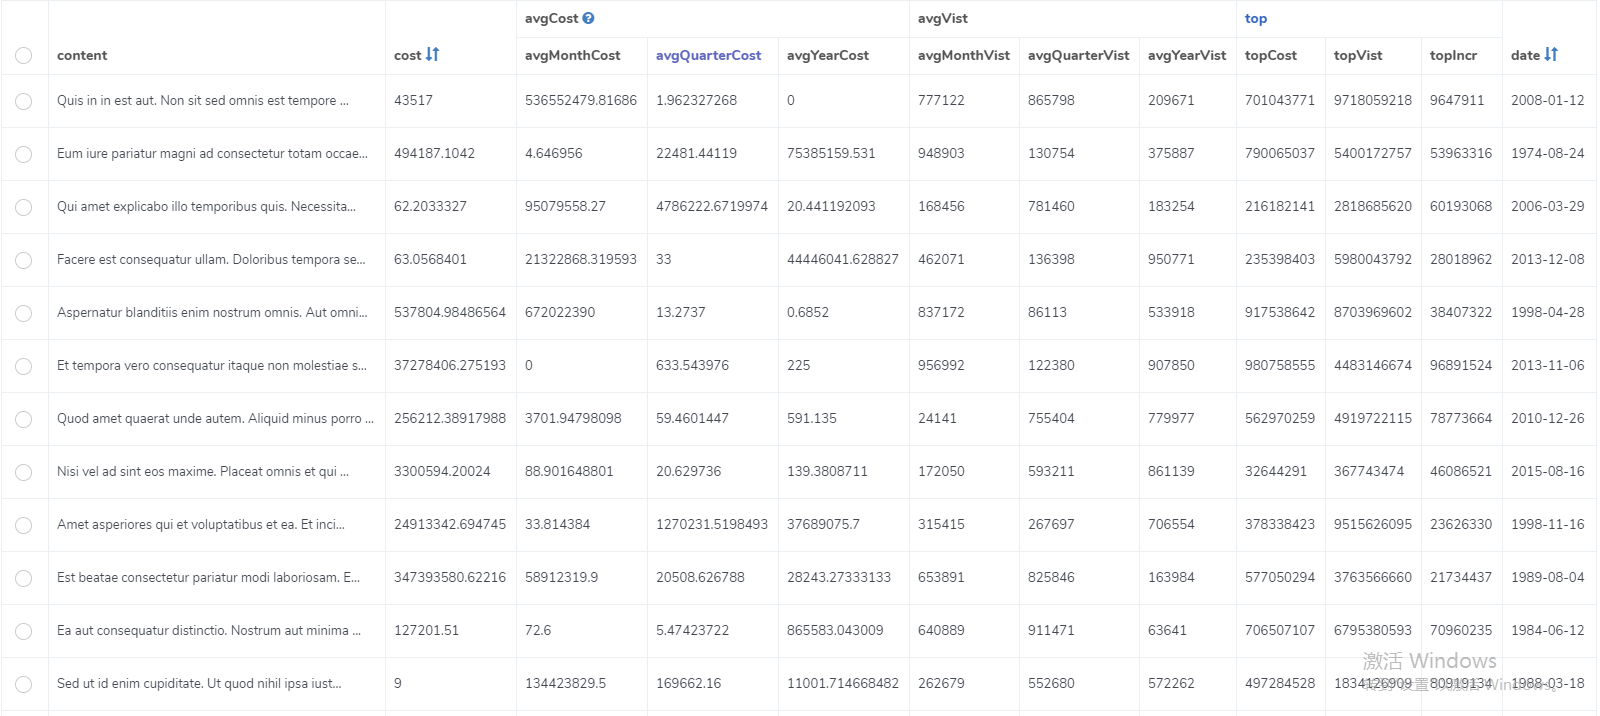 avgCost avgVist top
content cost avgMonthCost avgQuarterCost avgYearCost avgMonthVist avgQuarterVist avgYearVist topCost topVist topIncr date
Quis in in est aut. Non sit sed omnis est tempore ... 43517 536552479.81686 1.962327268 0 777122 865798 209671 701043771 9718059218 9647911 2008-01-12
Eum iure pariatur magni ad consectetur totam occae... 494187.1042 4.646956 22481.44119 75385159.531 948903 130754 375887 790065037 5400172757 53963316 1974-08-24
Qui amet explicabo illo temporibus quis. Necessita... 62.2033327 95079558.27 4786222.6719974 20.441192093 168456 781460 183254 216182141 2818685620 60193068 2006-03-29
Facere est consequatur ullam. Doloribus tempora se... 63.0568401 21322868.319593 33 44446041.628827 462071 136398 950771 235398403 5980043792 28018962 2013-12-08
Aspernatur blanditiis enim nostrum omnis. Aut omni... 537804.98486564 672022390 13.2737 0.6852 837172 86113 533918 917538642 8703969602 38407322 1998-04-28
Et tempora vero consequatur itaque non molestiae s... 37278406.275193 0 633.543976 225 956992 122380 907850 980758555 4483146674 96891524 2013-11-06
Quod amet quaerat unde autem. Aliquid minus porro ... 256212.38917988 3701.94798098 59.4601447 591.135 24141 755404 779977 562970259 4919722115 78773664 2010-12-26
Nisi vel ad sint eos maxime. Placeat omnis et qui ... 3300594.20024 88.901648801 20.629736 139.3808711 172050 593211 861139 32644291 367743474 46086521 2015-08-16
Amet asperiores qui et voluptatibus et ea. Et inci... 24913342.694745 33.814384 1270231.5198493 37689075.7 315415 267697 706554 378338423 9515626095 23626330 1998-11-16
Est beatae consectetur pariatur modi laboriosam. E... 347393580.62216 58912319.9 20508.626788 28243.27333133 653891 825846 163984 577050294 3763566660 21734437 1989-08-04
Ea aut consequatur distinctio. Nostrum aut minima ... 127201.51 72.6 5.47423722 865583.043009 640889 911471 63641 706507107 6795380593 70960235 1984-06-12
激活 Windows
Sed ut id enim cupiditate. Ut quod nihil ipsa iust... 9 134423829.5 169662.16 11001.714668482 262679 552680 572262 497284528